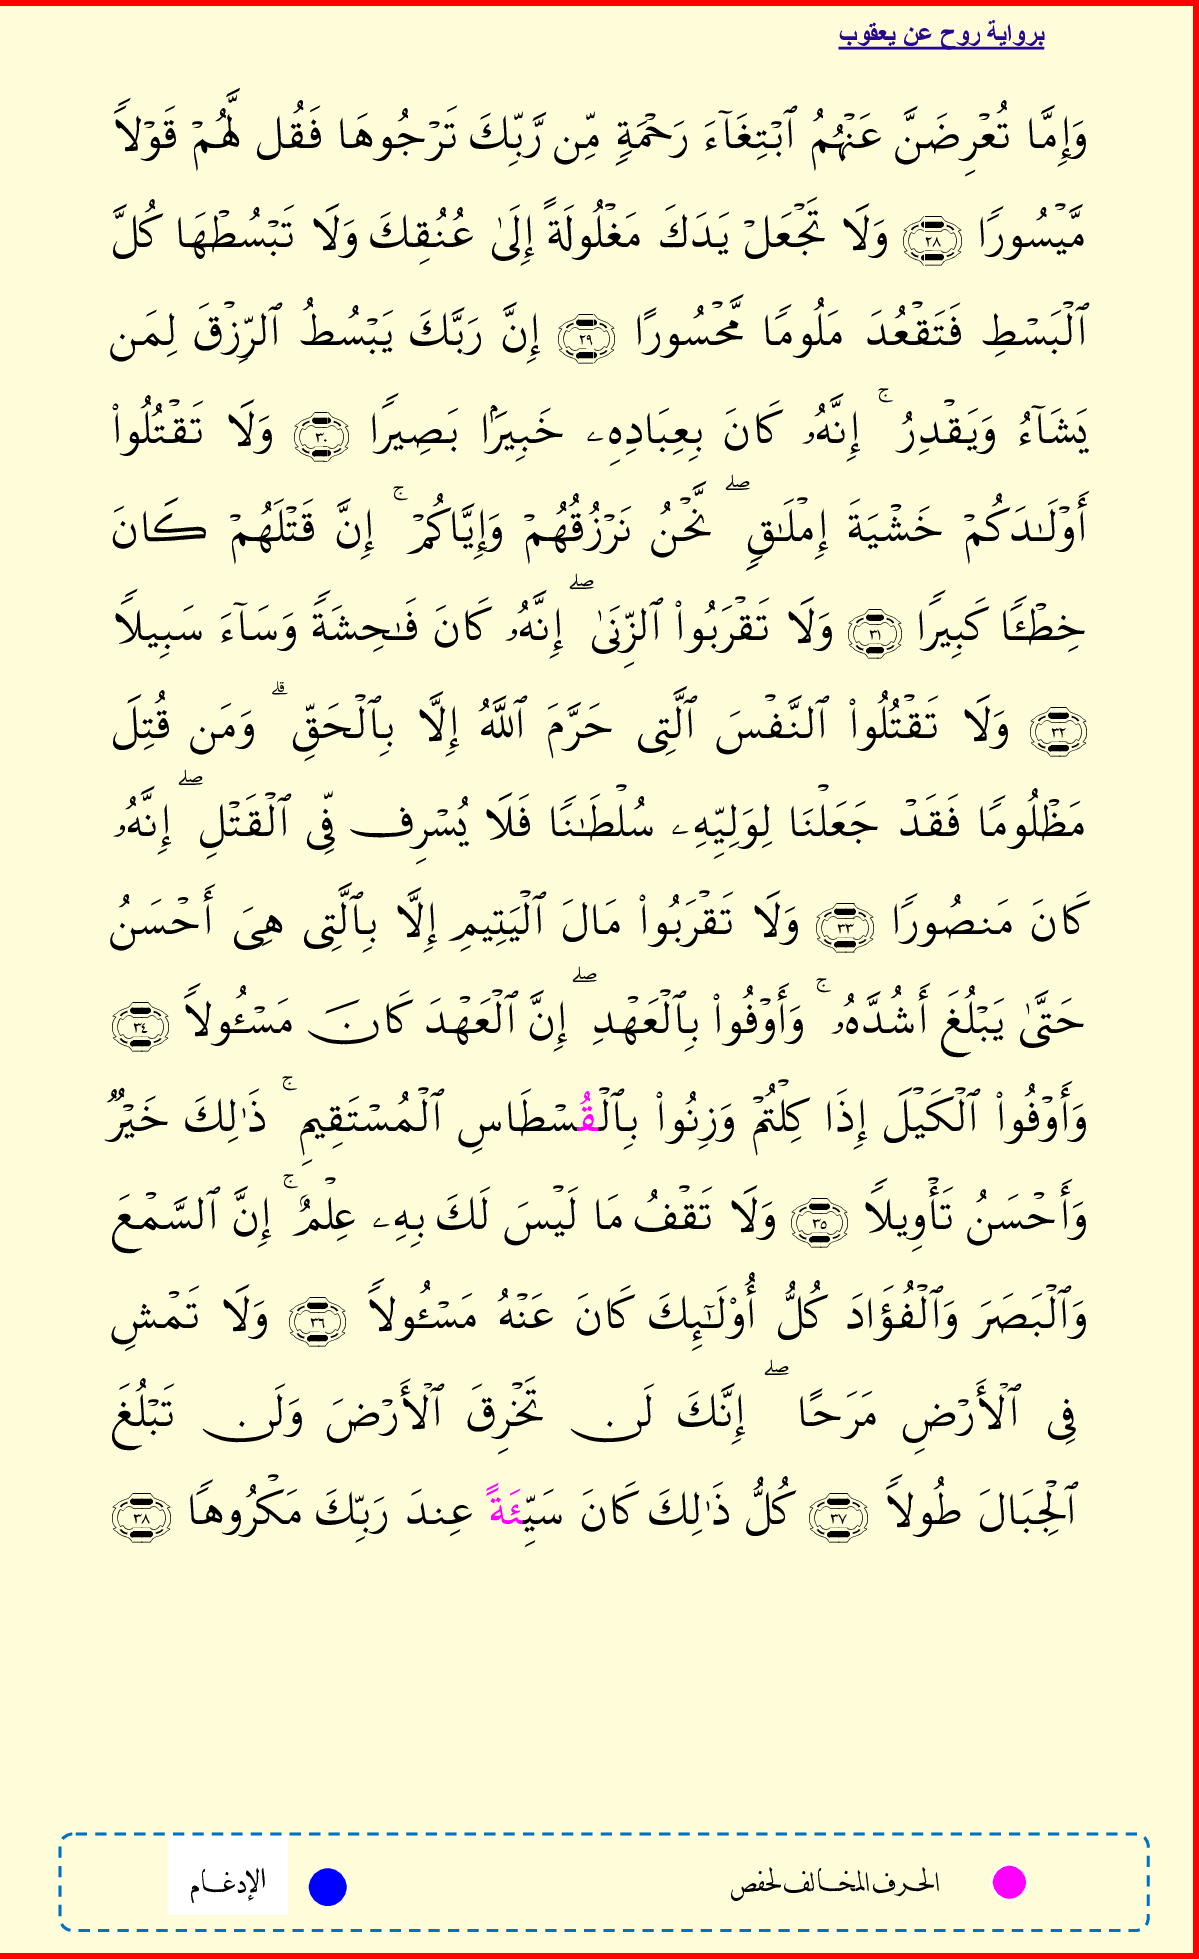 برواية روح عن يعقوب
وَإِمَّا تُعۡرِضَنَّ عَنۡهُمُ ٱبۡتِغَآءَ رَحۡمَةٍ مِّن رَّبِّكَ تَرۡجُوهَا فَقُل لَّهُمۡ قَوۡلاً
مَّيۡسُورًا ٢٨ وَلَا تَجۡعَلۡ يَدَكَ مَغۡلُولَةً إِلَىٰ عُنُقِكَ وَلَا تَبۡسُطۡهَا كُلَّ
ٱلۡبَسۡطِ فَتَقۡعُدَ مَلُومًا مَّحۡسُورًا ٢٩ إِنَّ رَبَّكَ يَبۡسُطُ ٱلرِّزۡقَ لِمَن
يَشَآءُ وَيَقۡدِرُ ۚ إِنَّهُۥ كَانَ بِعِبَادِهِۦ خَبِيرَۢا بَصِيرًا ٣٠ وَلَا تَقۡتُلُوا۟
أَوۡلَـٰدَكُمۡ خَشۡيَةَ إِمۡلَـٰقٍ ۖ نَّحۡنُ نَرۡزُقُهُمۡ وَإِيَّاكُمۡ ۚ إِنَّ قَتۡلَهُمۡ كَانَ
خِطۡـًٔا كَبِيرًا ٣١ وَلَا تَقۡرَبُوا۟ ٱلزِّنَىٰ ۖ إِنَّهُۥ كَانَ فَـٰحِشَةً وَسَآءَ سَبِيلاً
٣٢ وَلَا تَقۡتُلُوا۟ ٱلنَّفۡسَ ٱلَّتِى حَرَّمَ ٱللَّهُ إِلَّا بِٱلۡحَقِّ ۗ وَمَن قُتِلَ
مَظۡلُومًا فَقَدۡ جَعَلۡنَا لِوَلِيِّهِۦ سُلۡطَـٰنًا فَلَا يُسۡرِف فِّى ٱلۡقَتۡلِ ۖ إِنَّهُۥ
كَانَ مَنصُورًا ٣٣ وَلَا تَقۡرَبُوا۟ مَالَ ٱلۡيَتِيمِ إِلَّا بِٱلَّتِى هِىَ أَحۡسَنُ
حَتَّىٰ يَبۡلُغَ أَشُدَّهُۥ ۚ وَأَوۡفُوا۟ بِٱلۡعَهۡدِ ۖ إِنَّ ٱلۡعَهۡدَ كَانَ مَسۡـُٔولاً ٣٤
وَأَوۡفُوا۟ ٱلۡكَيۡلَ إِذَا كِلۡتُمۡ وَزِنُوا۟ بِٱلۡقُسۡطَاسِ ٱلۡمُسۡتَقِيمِ ۚ ذَٰلِكَ خَيۡرٌ
وَأَحۡسَنُ تَأۡوِيلاً ٣٥ وَلَا تَقۡفُ مَا لَيۡسَ لَكَ بِهِۦ عِلۡمٌ ۚ إِنَّ ٱلسَّمۡعَ
وَٱلۡبَصَرَ وَٱلۡفُؤَادَ كُلُّ أُو۟لَـٰٓئِكَ كَانَ عَنۡهُ مَسۡـُٔولاً ٣٦ وَلَا تَمۡشِ
فِى ٱلۡأَرۡضِ مَرَحًا ۖ إِنَّكَ لَن تَخۡرِقَ ٱلۡأَرۡضَ وَلَن تَبۡلُغَ
ٱلۡجِبَالَ طُولاً ٣٧ كُلُّ ذَٰلِكَ كَانَ سَيِّئَةً عِندَ رَبِّكَ مَكۡرُوهًا ٣٨
الحرف المخالف لحفص الإدغام